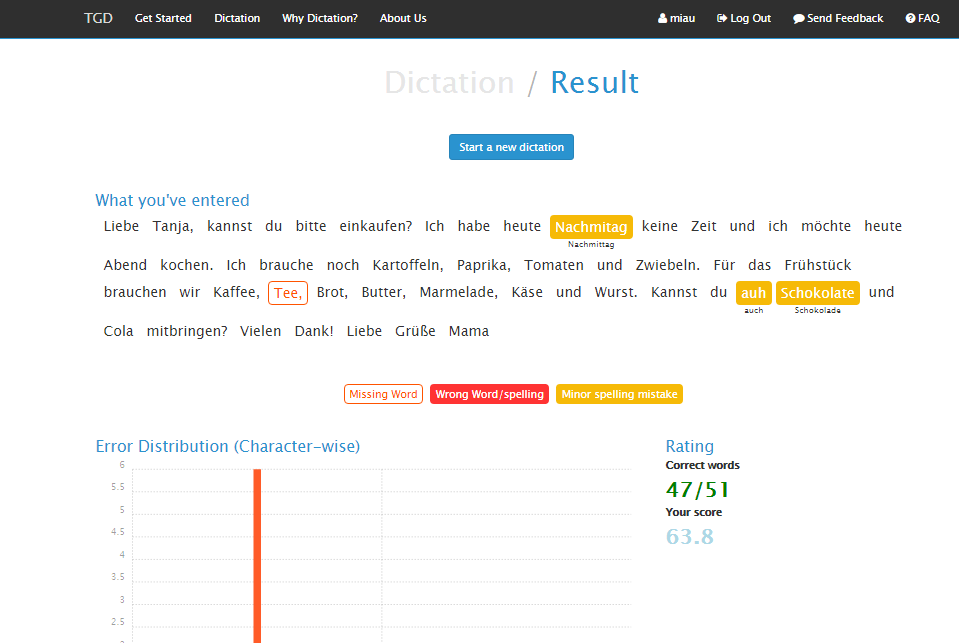 TGD Get Started Dictation Why Dictation? About Us miau Log Out Send Feedback FAQ
Dictation / Result
Start a new dictation
What you've entered
Liebe Tanja, kannst du bitte einkaufen? Ich habe heute Nachmitag keine Zeit und ich möchte heute
Nachmittag
Abend kochen. Ich brauche noch Kartoffeln, Paprika, Tomaten und Zwiebeln. Für das Frühstück
brauchen wir Kaffee, Tee, Brot, Butter, Marmelade, Käse und Wurst. Kannst du auh Schokolate und
auch Schokolade
Cola mitbringen? Vielen Dank! Liebe Grüße Mama
Missing Word Wrong Word/spelling Minor spelling mistake
Error Distribution (Character-wise)
6
5.5
5
4.5
4
3.5
3
2.5
Rating
Correct words
47/51
Your score
63.8